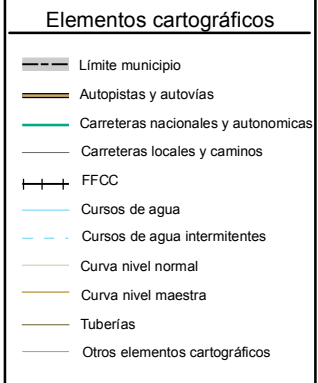 Elementos cartográficos
Límite municipio
Autopistas y autovías
Carreteras nacionales y autonomicas
Carreteras locales y caminos
FFCC
Cursos de agua
Cursos de agua intermitentes
Curva nivel normal
Curva nivel maestra
Tuberías
Otros elementos cartográficos